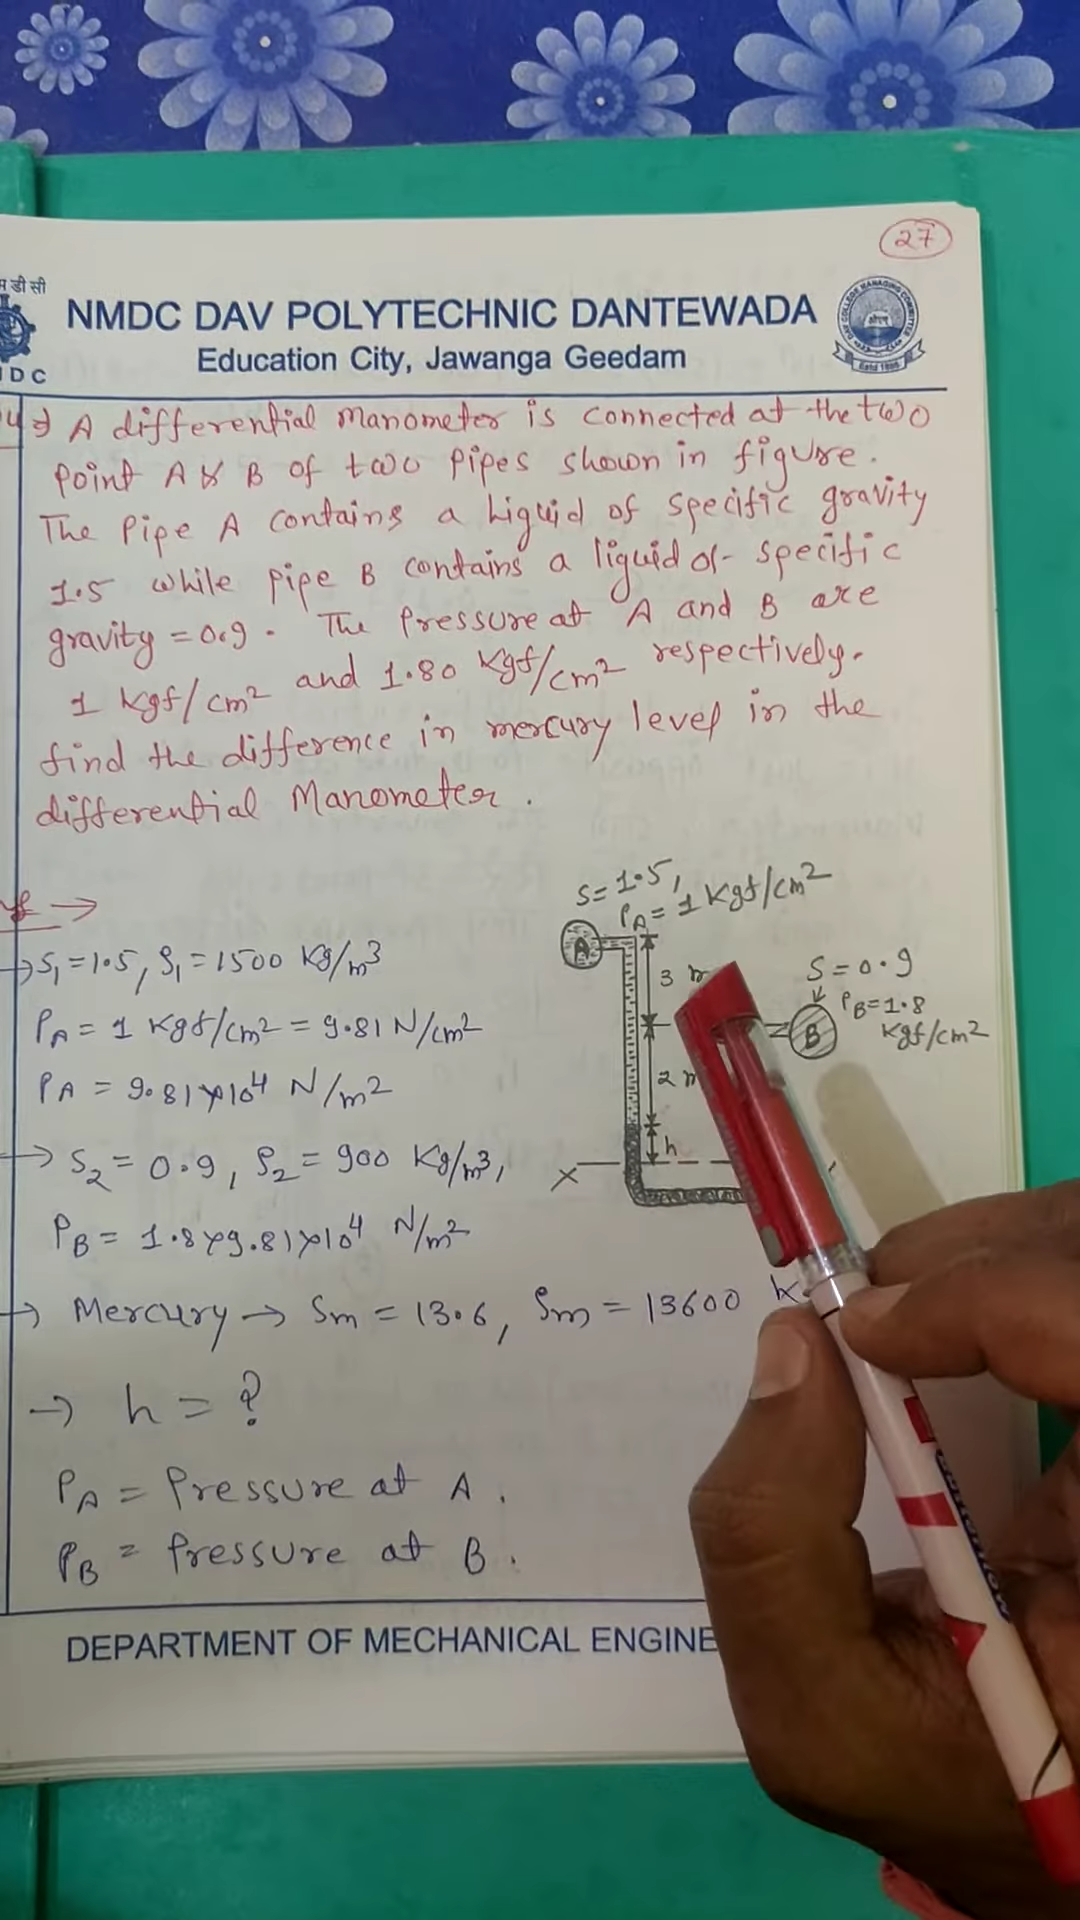 27
म डी सी
DC
NMDC DAV POLYTECHNIC DANTEWADA
Education City, Jawanga Geedam
Estd 1886
A differential Manometer is connected at the two
point A & B of two pipes shown in figure.
The pipe A contains a liquid of specific gravity
1.5 while pipe B contains a liquid of specific
gravity = 0.9. The pressure at A and B are
1 kgf/cm² and 1.80 kgf/cm² respectively.
find the difference in mercury level in the
differential Manometer.
S = 1.5,
PA = 1 kgf/cm²
A
3
S = 0.9
PB = 1.8
kgf/cm²
B
2 m
h
X
→ S₁ = 1.5, ρ₁ = 1500 kg/m³
PA = 1 kgf/cm² = 9.81 N/cm²
PA = 9.81×10⁴ N/m²
→ S₂ = 0.9, ρ₂ = 900 kg/m³,
PB = 1.8×9.81×10⁴ N/m²
→ Mercury → Sm = 13.6, ρm = 13600 k
→ h = ?
PA = Pressure at A.
PB = Pressure at B.
DEPARTMENT OF MECHANICAL ENGINE